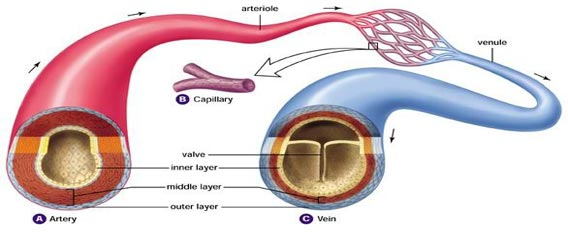 arteriole
venule
B Capillary
valve
inner layer
middle layer
outer layer
A Artery
C Vein